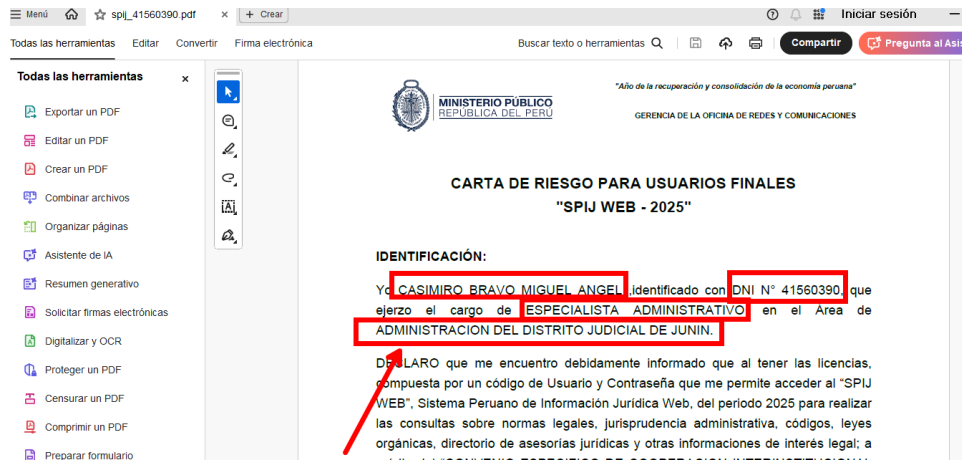 Menú
spij_41560390.pdf
×
+ Crear
Iniciar sesión
Todas las herramientas
Editar
Convertir
Firma electrónica
Buscar texto o herramientas
Compartir
Pregunta al Asis
Todas las herramientas
×
Exportar un PDF
Editar un PDF
Crear un PDF
Combinar archivos
Organizar páginas
Asistente de IA
Resumen generativo
Solicitar firmas electrónicas
Digitalizar y OCR
Proteger un PDF
Censurar un PDF
Comprimir un PDF
Preparar formulario
MINISTERIO PÚBLICO
REPÚBLICA DEL PERÚ
"Año de la recuperación y consolidación de la economía peruana"
GERENCIA DE LA OFICINA DE REDES Y COMUNICACIONES
CARTA DE RIESGO PARA USUARIOS FINALES
"SPIJ WEB - 2025"
IDENTIFICACIÓN:
Yo CASIMIRO BRAVO MIGUEL ANGEL ,identificado con DNI N° 41560390, que
ejerzo el cargo de ESPECIALISTA ADMINISTRATIVO en el Area de
ADMINISTRACION DEL DISTRITO JUDICIAL DE JUNIN.
DECLARO que me encuentro debidamente informado que al tener las licencias,
compuesta por un código de Usuario y Contraseña que me permite acceder al “SPIJ
WEB”, Sistema Peruano de Información Jurídica Web, del periodo 2025 para realizar
las consultas sobre normas legales, jurisprudencia administrativa, códigos, leyes
orgánicas, directorio de asesorías jurídicas y otras informaciones de interés legal; a
"CONVENIO ESPECIFICO DE COOPERACION INTERINSTITUCIONAL